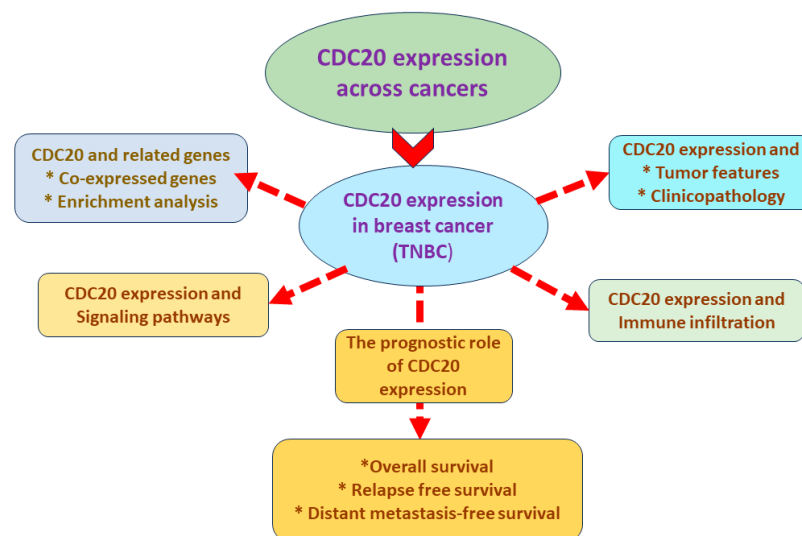 CDC20 expression
across cancers
CDC20 and related genes
* Co-expressed genes
* Enrichment analysis
CDC20 expression and
* Tumor features
* Clinicopathology
CDC20 expression
in breast cancer
(TNBC)
CDC20 expression and
Signaling pathways
CDC20 expression and
Immune infiltration
The prognostic role
of CDC20
expression
*Overall survival
* Relapse free survival
* Distant metastasis-free survival